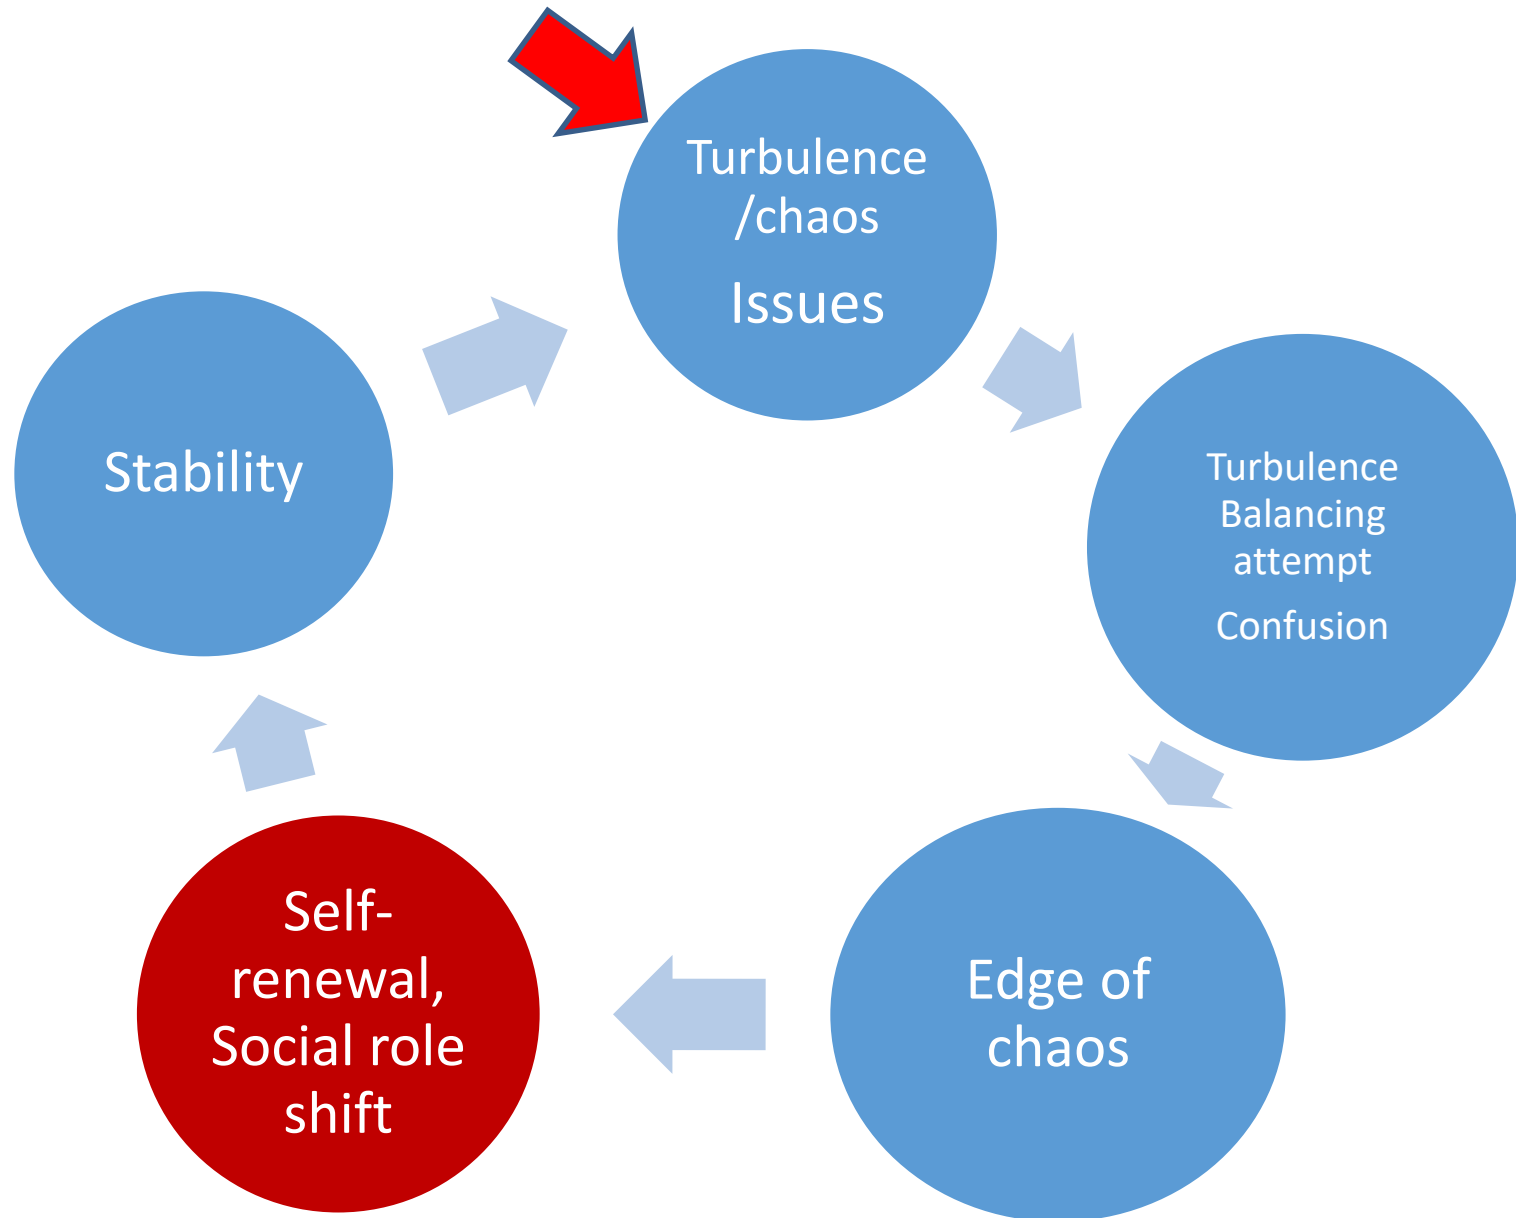 Turbulence
/chaos
Issues
Turbulence
Balancing
attempt
Confusion
Edge of
chaos
Self-
renewal,
Social role
shift
Stability